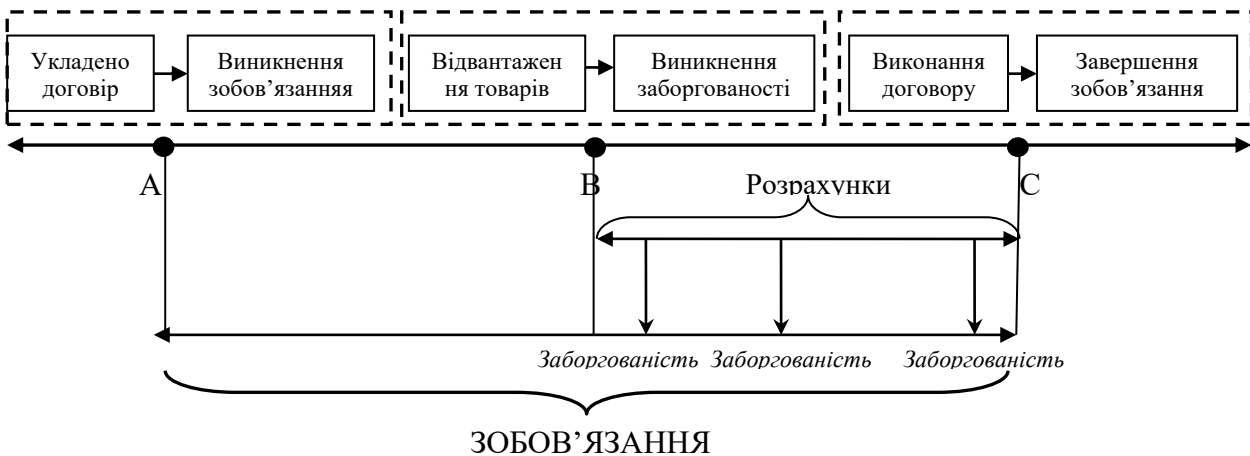 Укладено
договір
Виникнення
зобов’язанняя
Відвантажен
ня товарів
Виникнення
заборгованості
Виконання
договору
Завершення
зобов’язання
A
B
Розрахунки
C
Заборгованість
Заборгованість
Заборгованість
ЗОБОВ’ЯЗАННЯ